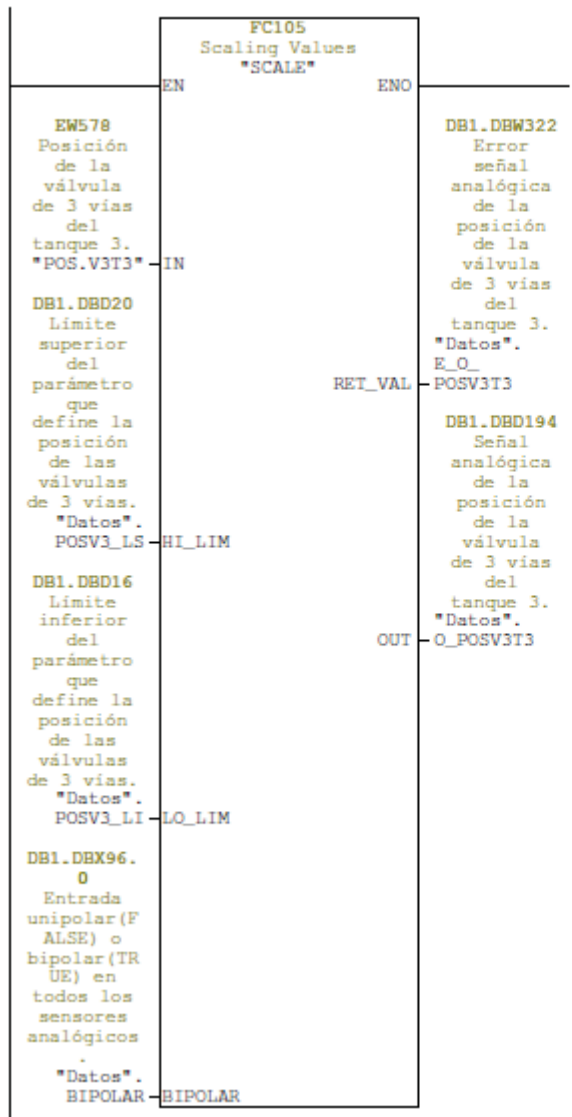 FC105
Scaling Values
"SCALE"
EN
ENO
EW578
Posición
de la
válvula
de 3 vías
del
tanque 3.
"POS.V3T3"
IN
DB1.DBD20
Límite
superior
del
parámetro
que
define la
posición
de las
válvulas
de 3 vías.
"Datos".
POSV3_LS
HI_LIM
DB1.DBD16
Límite
inferior
del
parámetro
que
define la
posición
de las
válvulas
de 3 vías.
"Datos".
POSV3_LI
LO_LIM
DB1.DBX96.
0
Entrada
unipolar(F
ALSE) o
bipolar(TR
UE) en
todos los
sensores
analógicos
.
"Datos".
BIPOLAR
BIPOLAR
DB1.DBW322
Error
señal
analógica
de la
posición
de la
válvula
de 3 vías
del
tanque 3.
"Datos".
E_O_
RET_VAL
POSV3T3
DB1.DBD194
Señal
analógica
de la
posición
de la
válvula
de 3 vías
del
tanque 3.
"Datos".
OUT
O_POSV3T3